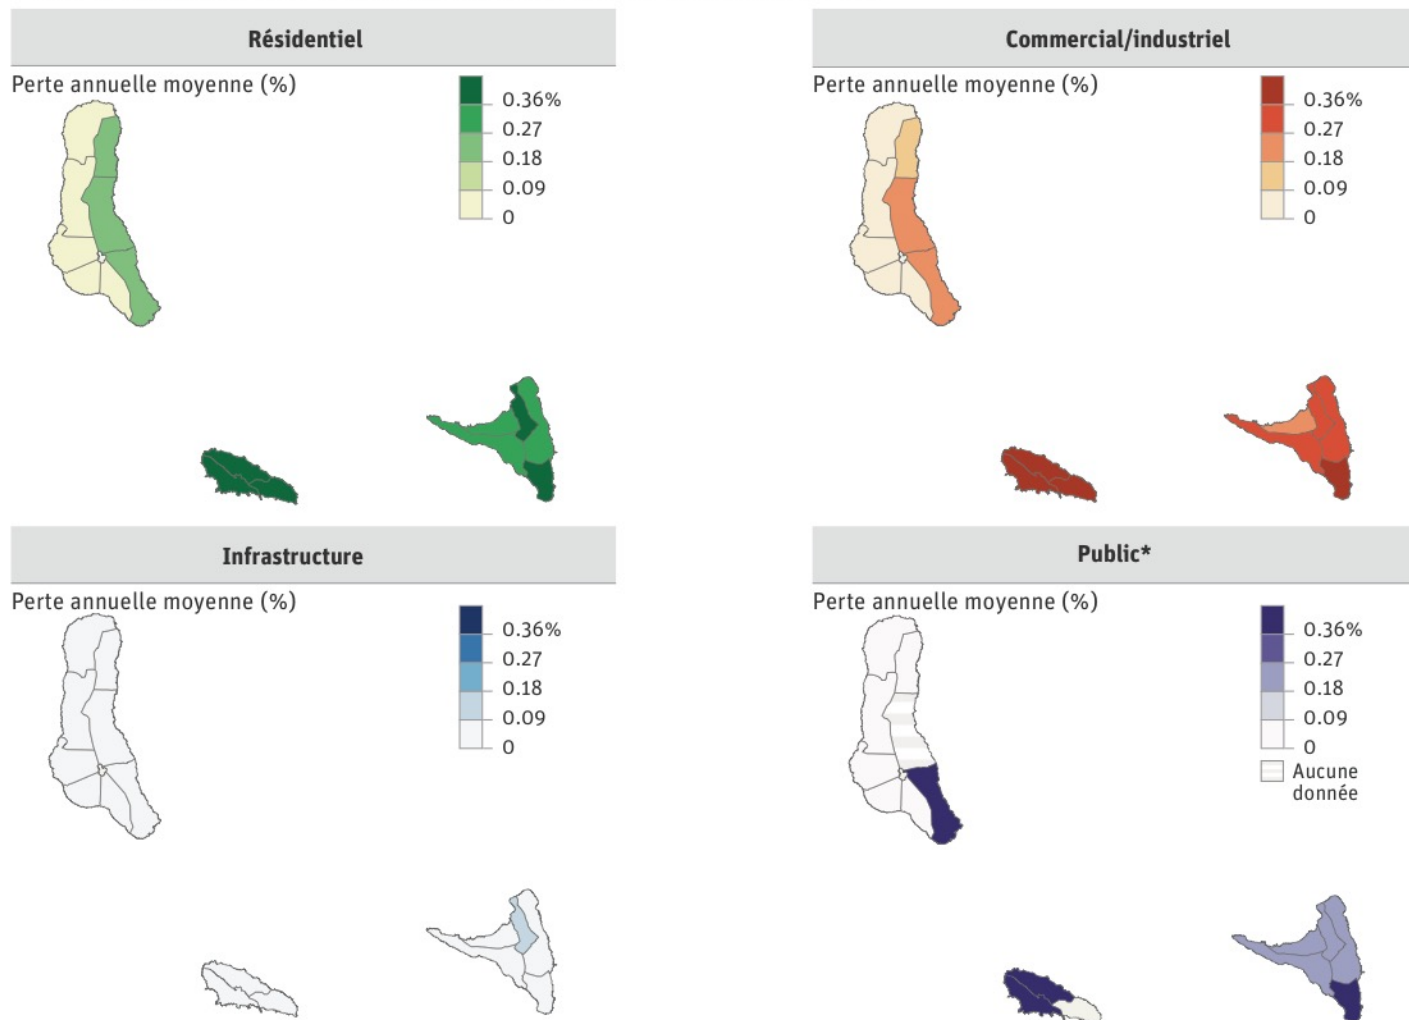 Résidentiel
Perte annuelle moyenne (%)
0.36%
0.27
0.18
0.09
0
Commercial/industriel
Perte annuelle moyenne (%)
0.36%
0.27
0.18
0.09
0
Infrastructure
Perte annuelle moyenne (%)
0.36%
0.27
0.18
0.09
0
Public*
Perte annuelle moyenne (%)
0.36%
0.27
0.18
0.09
0
Aucune
donnée